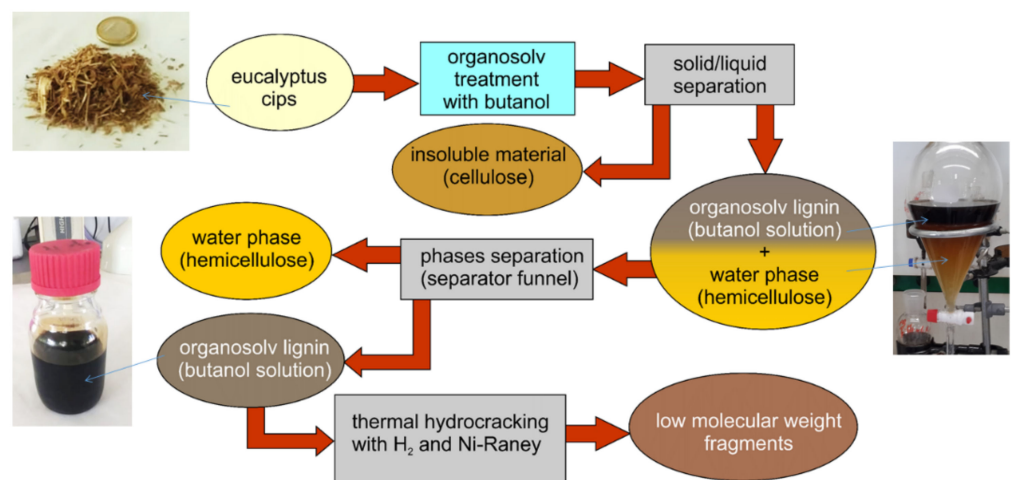 eucalyptus
cips
organosolv
treatment
with butanol
solid/liquid
separation
insoluble material
(cellulose)
organosolv lignin
(butanol solution)
+
water phase
(hemicellulose)
phases separation
(separator funnel)
water phase
(hemicellulose)
organosolv lignin
(butanol solution)
thermal hydrocracking
with H₂ and Ni-Raney
low molecular weight
fragments